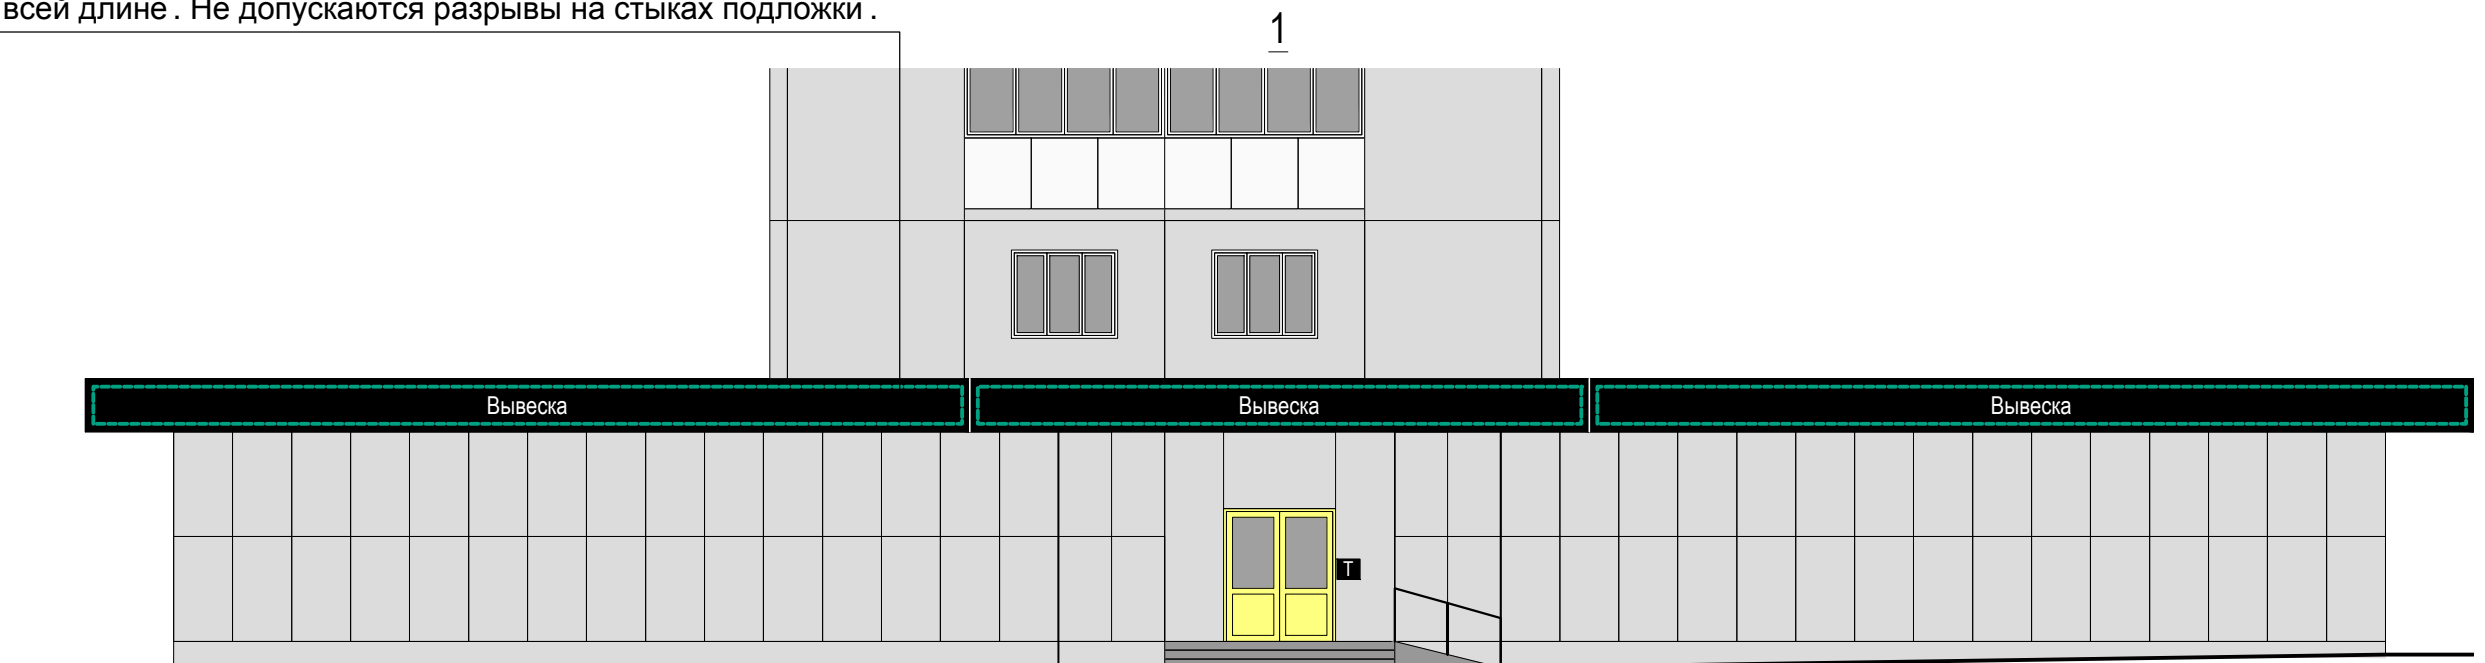 всей длине . Не допускаются разрывы на стыках подложки .
1
Вывеска
Вывеска
Вывеска
Т